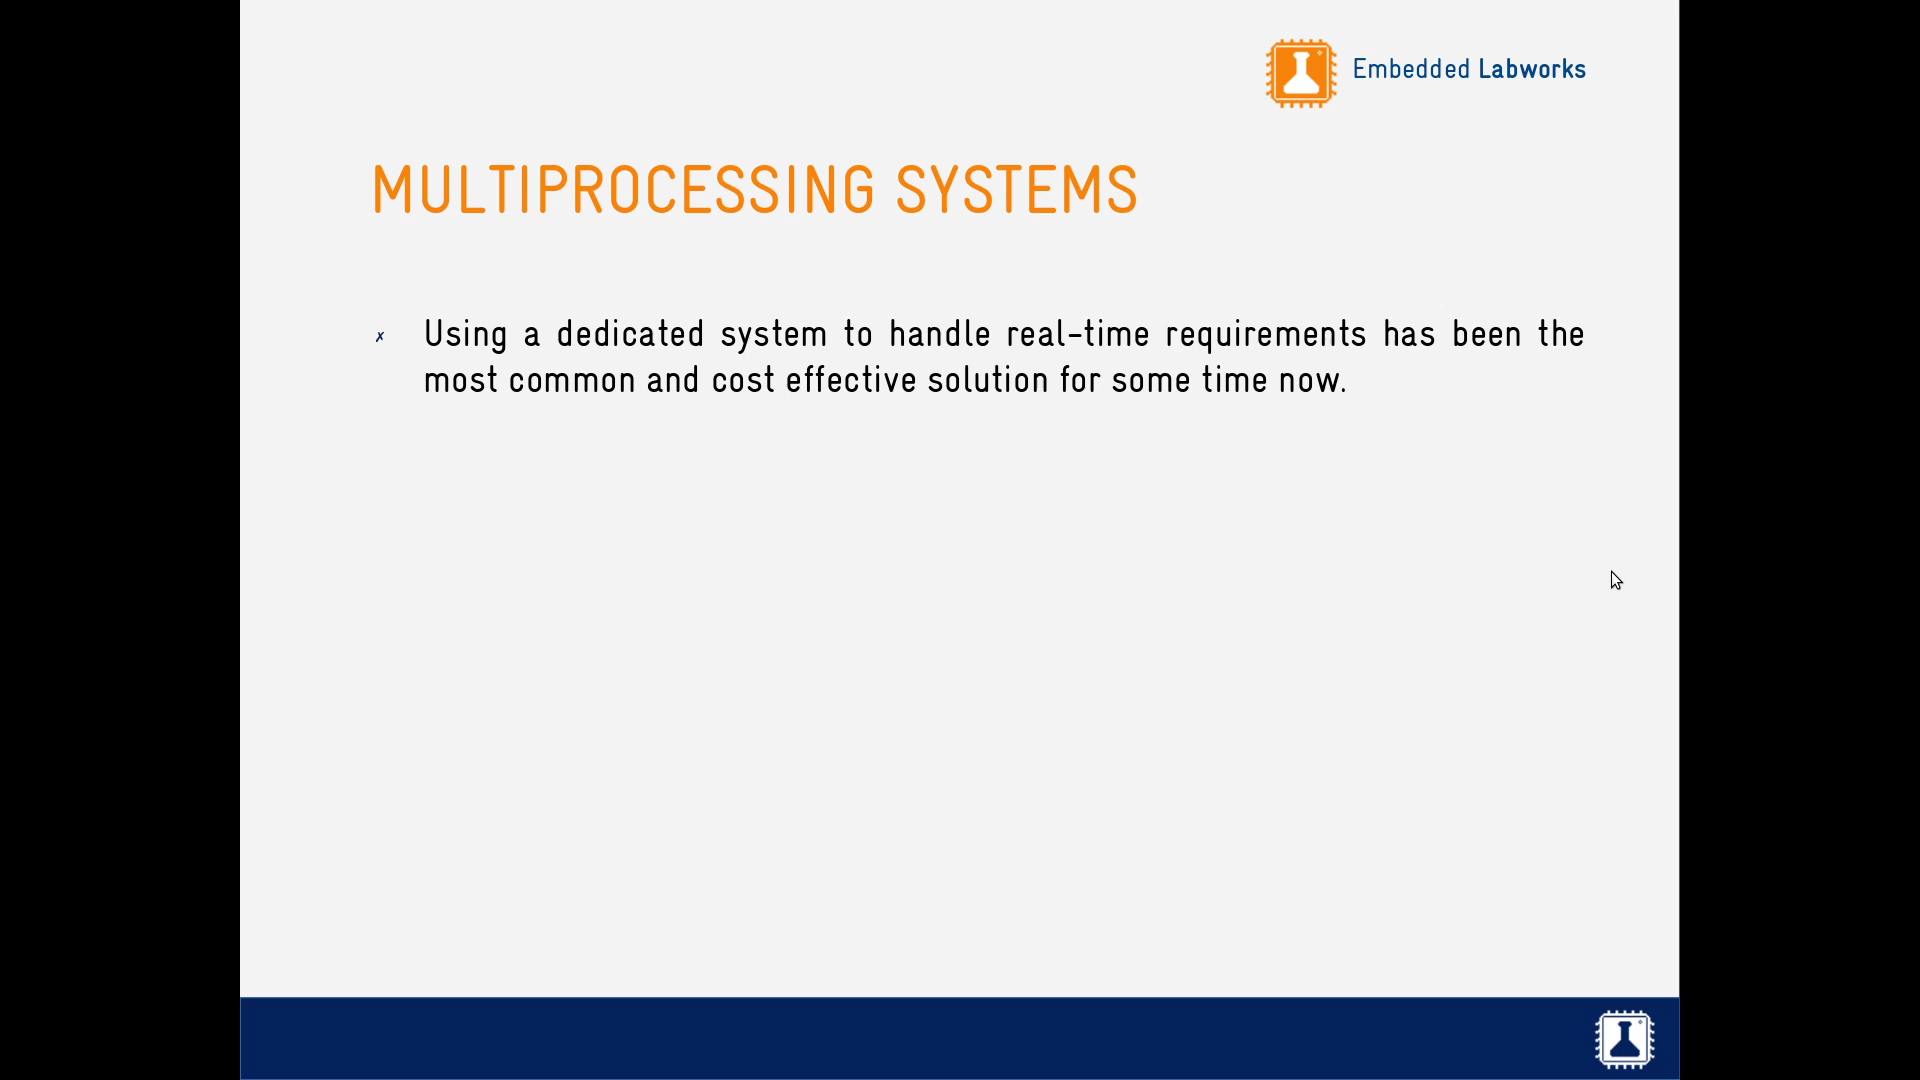 Embedded Labworks
MULTIPROCESSING SYSTEMS
✗ Using a dedicated system to handle real-time requirements has been the
most common and cost effective solution for some time now.